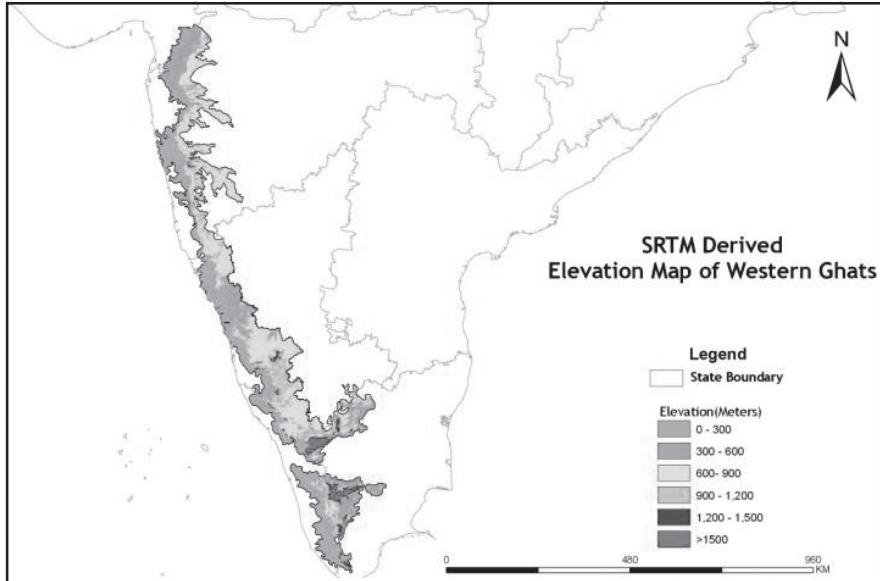 N
SRTM Derived
Elevation Map of Western Ghats
Legend
State Boundary
Elevation(Meters)
0 - 300
300 - 600
600- 900
900 - 1,200
1,200 - 1,500
>1500
0 480 960
KM